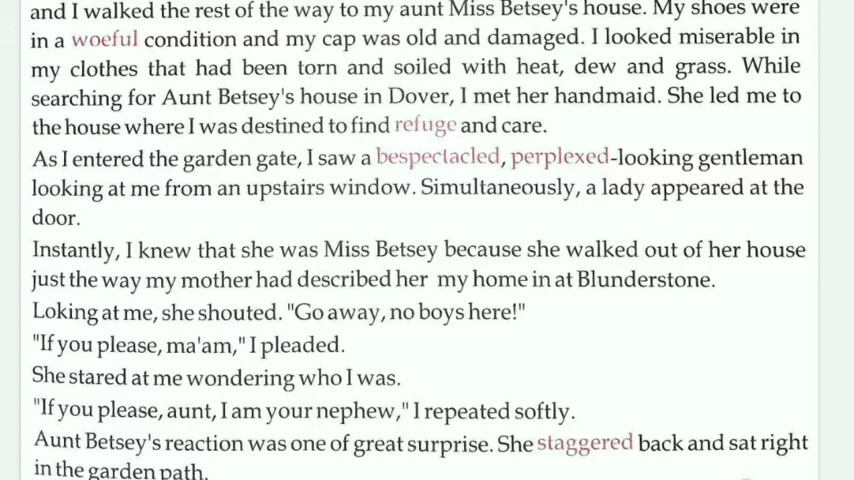 and I walked the rest of the way to my aunt Miss Betsey's house. My shoes were
in a woeful condition and my cap was old and damaged. I looked miserable in
my clothes that had been torn and soiled with heat, dew and grass. While
searching for Aunt Betsey's house in Dover, I met her handmaid. She led me to
the house where I was destined to find refuge and care.
As I entered the garden gate, I saw a bespectacled, perplexed-looking gentleman
looking at me from an upstairs window. Simultaneously, a lady appeared at the
door.
Instantly, I knew that she was Miss Betsey because she walked out of her house
just the way my mother had described her my home in at Blunderstone.
Loking at me, she shouted. "Go away, no boys here!"
"If you please, ma'am," I pleaded.
She stared at me wondering who I was.
"If you please, aunt, I am your nephew," I repeated softly.
Aunt Betsey's reaction was one of great surprise. She staggered back and sat right
in the garden path.